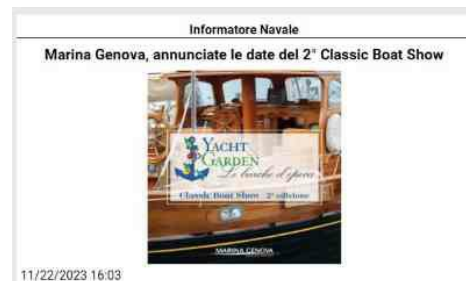 Informatore Navale
Marina Genova, annunciate le date del 2° Classic Boat Show
YACHT
GARDEN
Le barche d'epoca
Classic Boat Show 2ª edizione
MARINA GENOVA
11/22/2023 16:03